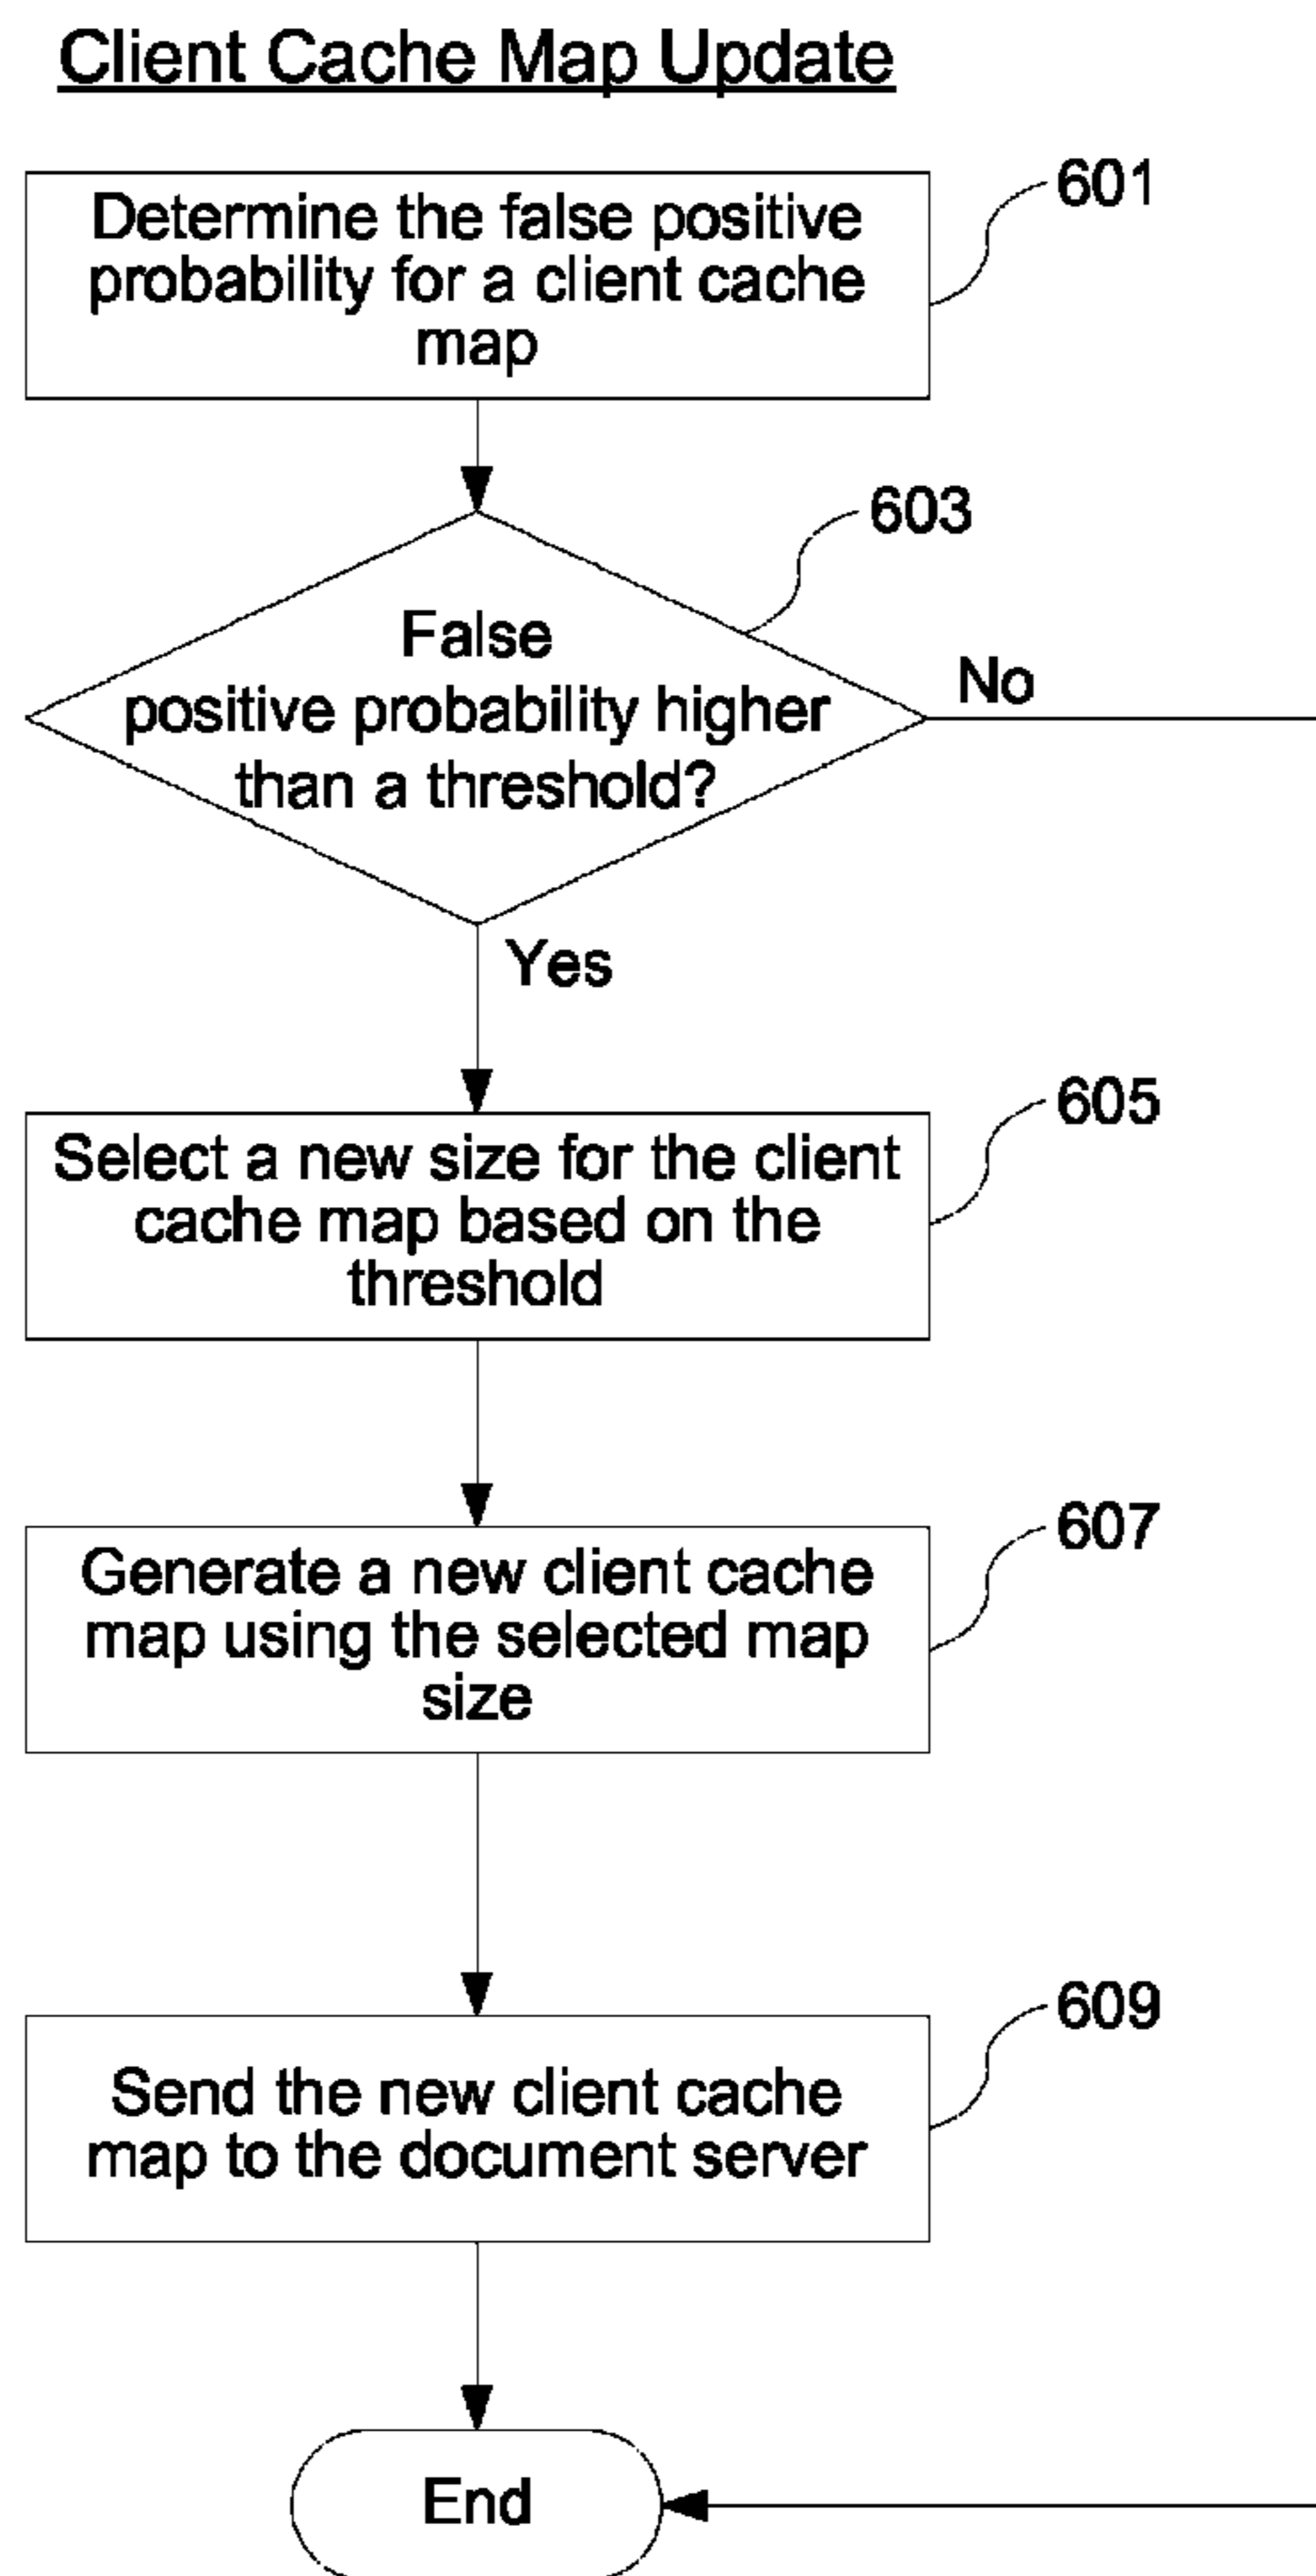 Client Cache Map Update
601
Determine the false positive
probability for a client cache
map
603
False
positive probability higher
than a threshold?
No
Yes
605
Select a new size for the client
cache map based on the
threshold
607
Generate a new client cache
map using the selected map
size
609
Send the new client cache
map to the document server
End